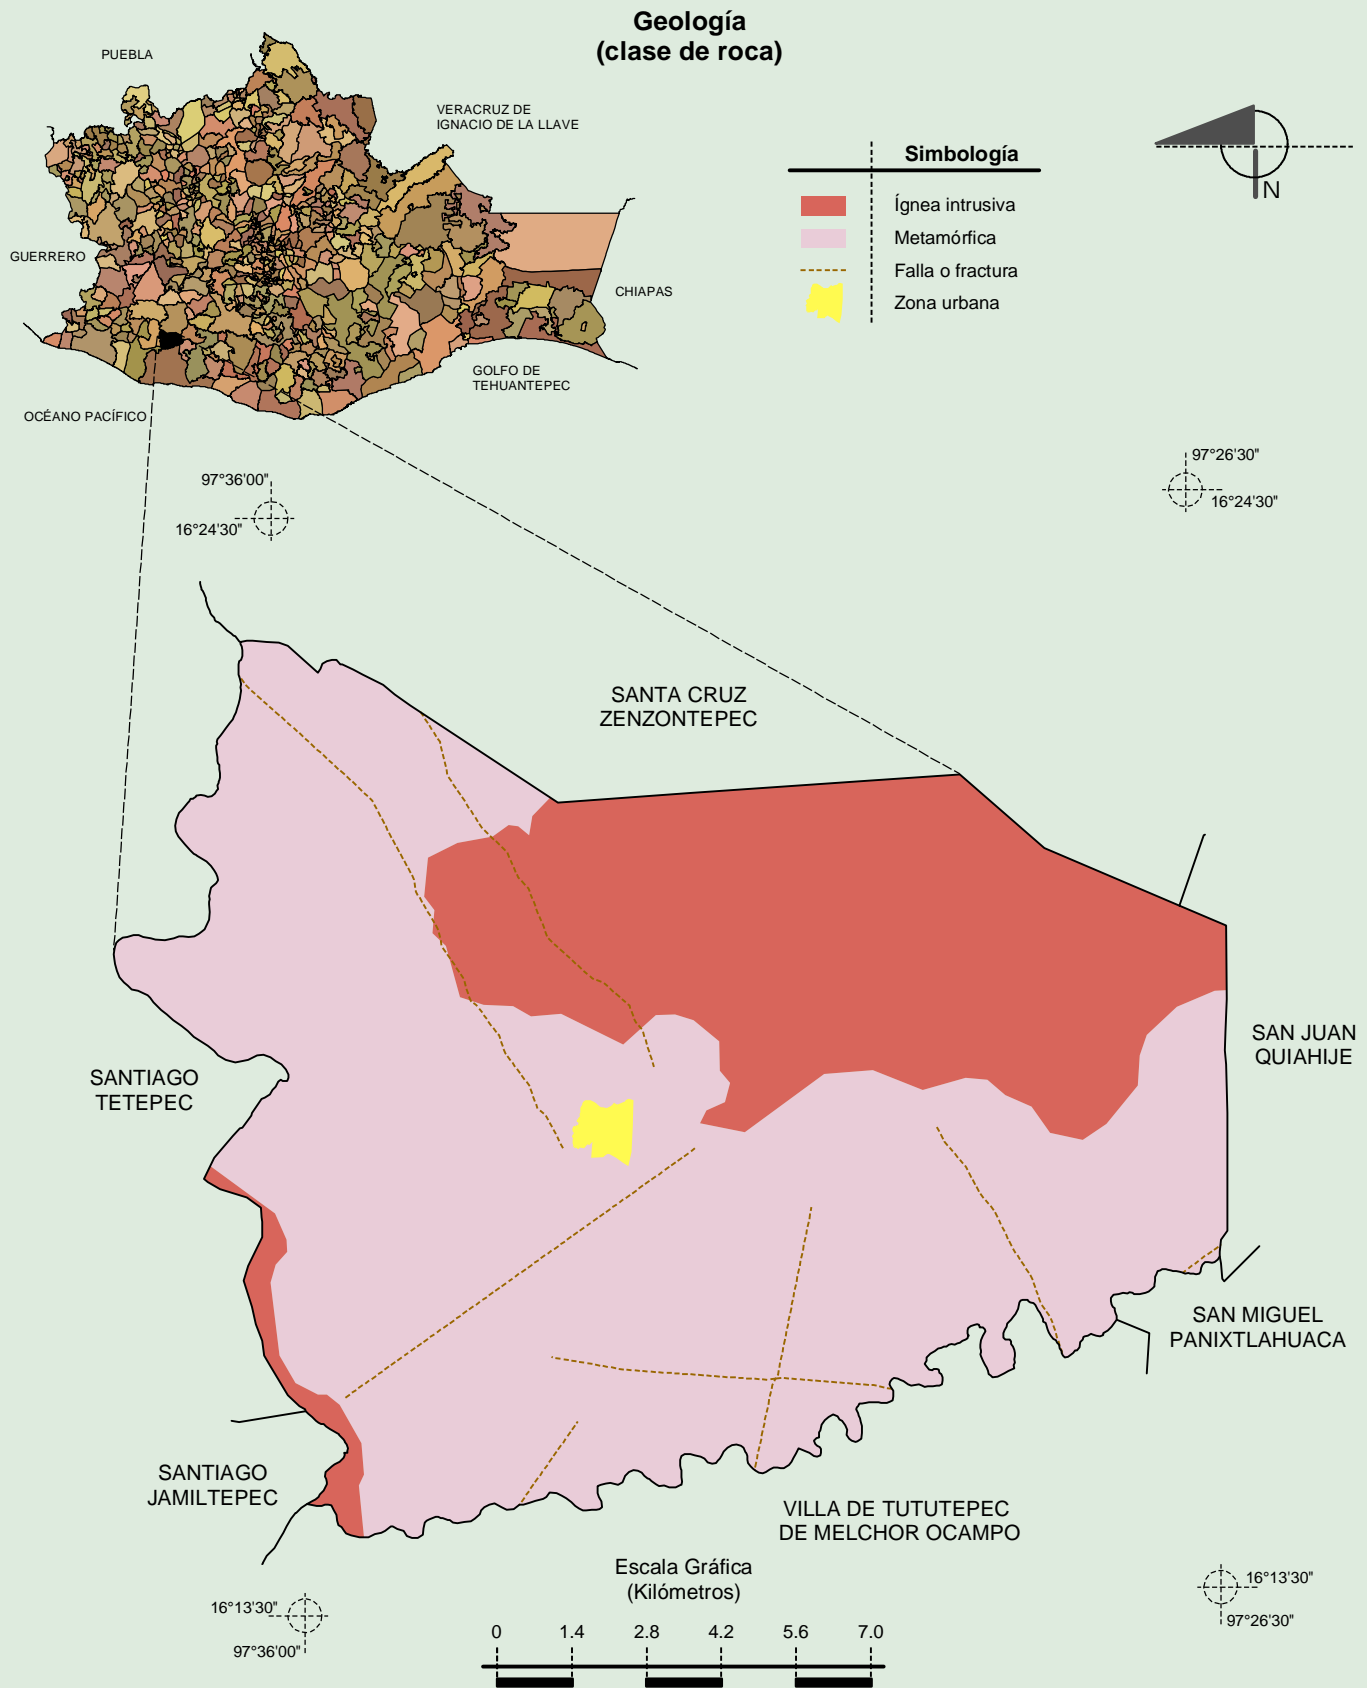 Geología
(clase de roca)
PUEBLA
VERACRUZ DE
IGNACIO DE LA LLAVE
GUERRERO
CHIAPAS
GOLFO DE
TEHUANTEPEC
OCÉANO PACÍFICO
Simbología
Ígnea intrusiva
Metamórfica
Falla o fractura
Zona urbana
N
97°36'00"
16°24'30"
97°26'30"
16°24'30"
SANTA CRUZ
ZENZONTEPEC
SAN JUAN
QUIAHIJE
SANTIAGO
TETEPEC
SAN MIGUEL
PANIXTLAHUACA
SANTIAGO
JAMILTEPEC
VILLA DE TUTUTEPEC
DE MELCHOR OCAMPO
Escala Gráfica
(Kilómetros)
0 1.4 2.8 4.2 5.6 7.0
16°13'30"
97°36'00"
16°13'30"
97°26'30"